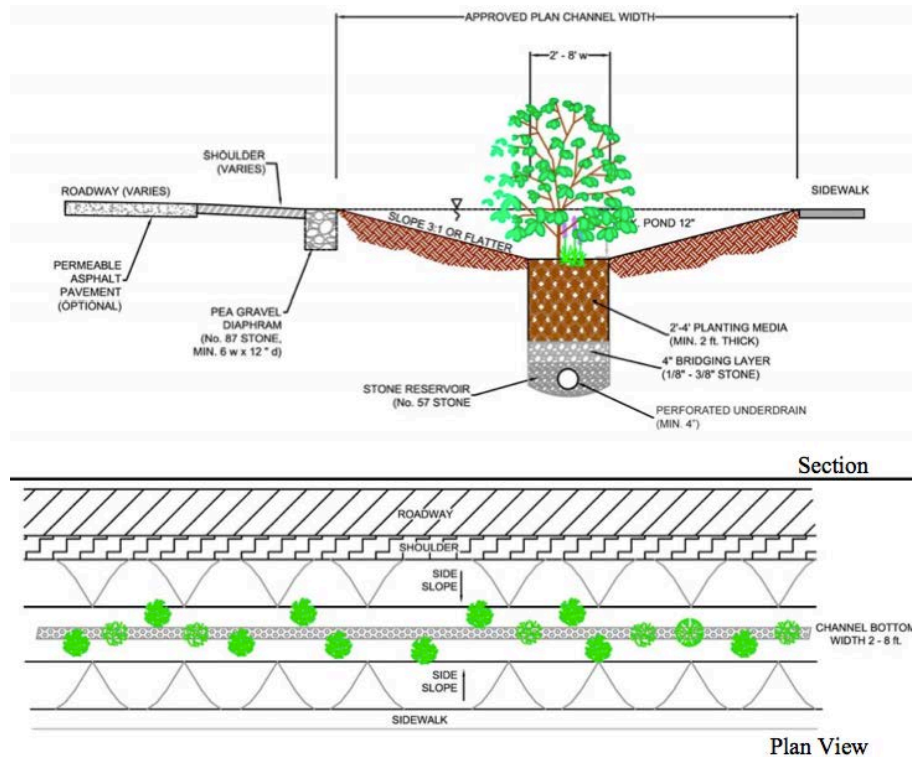 APPROVED PLAN CHANNEL WIDTH
2' - 8' w
SHOULDER
(VARIES)
ROADWAY (VARIES)
SIDEWALK
SLOPE 3:1 OR FLATTER
POND 12"
PERMEABLE
ASPHALT
PAVEMENT
(OPTIONAL)
PEA GRAVEL
DIAPHRAM
(No. 87 STONE,
MIN. 6 w x 12 " d)
2'-4' PLANTING MEDIA
(MIN. 2 ft. THICK)
4" BRIDGING LAYER
(1/8" - 3/8" STONE)
STONE RESERVOIR
(No. 57 STONE
PERFORATED UNDERDRAIN
(MIN. 4")
Section
ROADWAY
SHOULDER
SIDE
SLOPE
CHANNEL BOTTOM
WIDTH 2 - 8 ft.
SIDE
SLOPE
SIDEWALK
Plan View